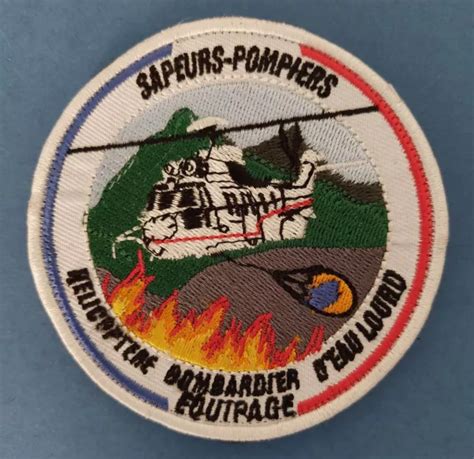 SAPEURS-POMPIERS
HELICOPTERE BOMBARDIER D'EAU LOURD
EQUIPAGE